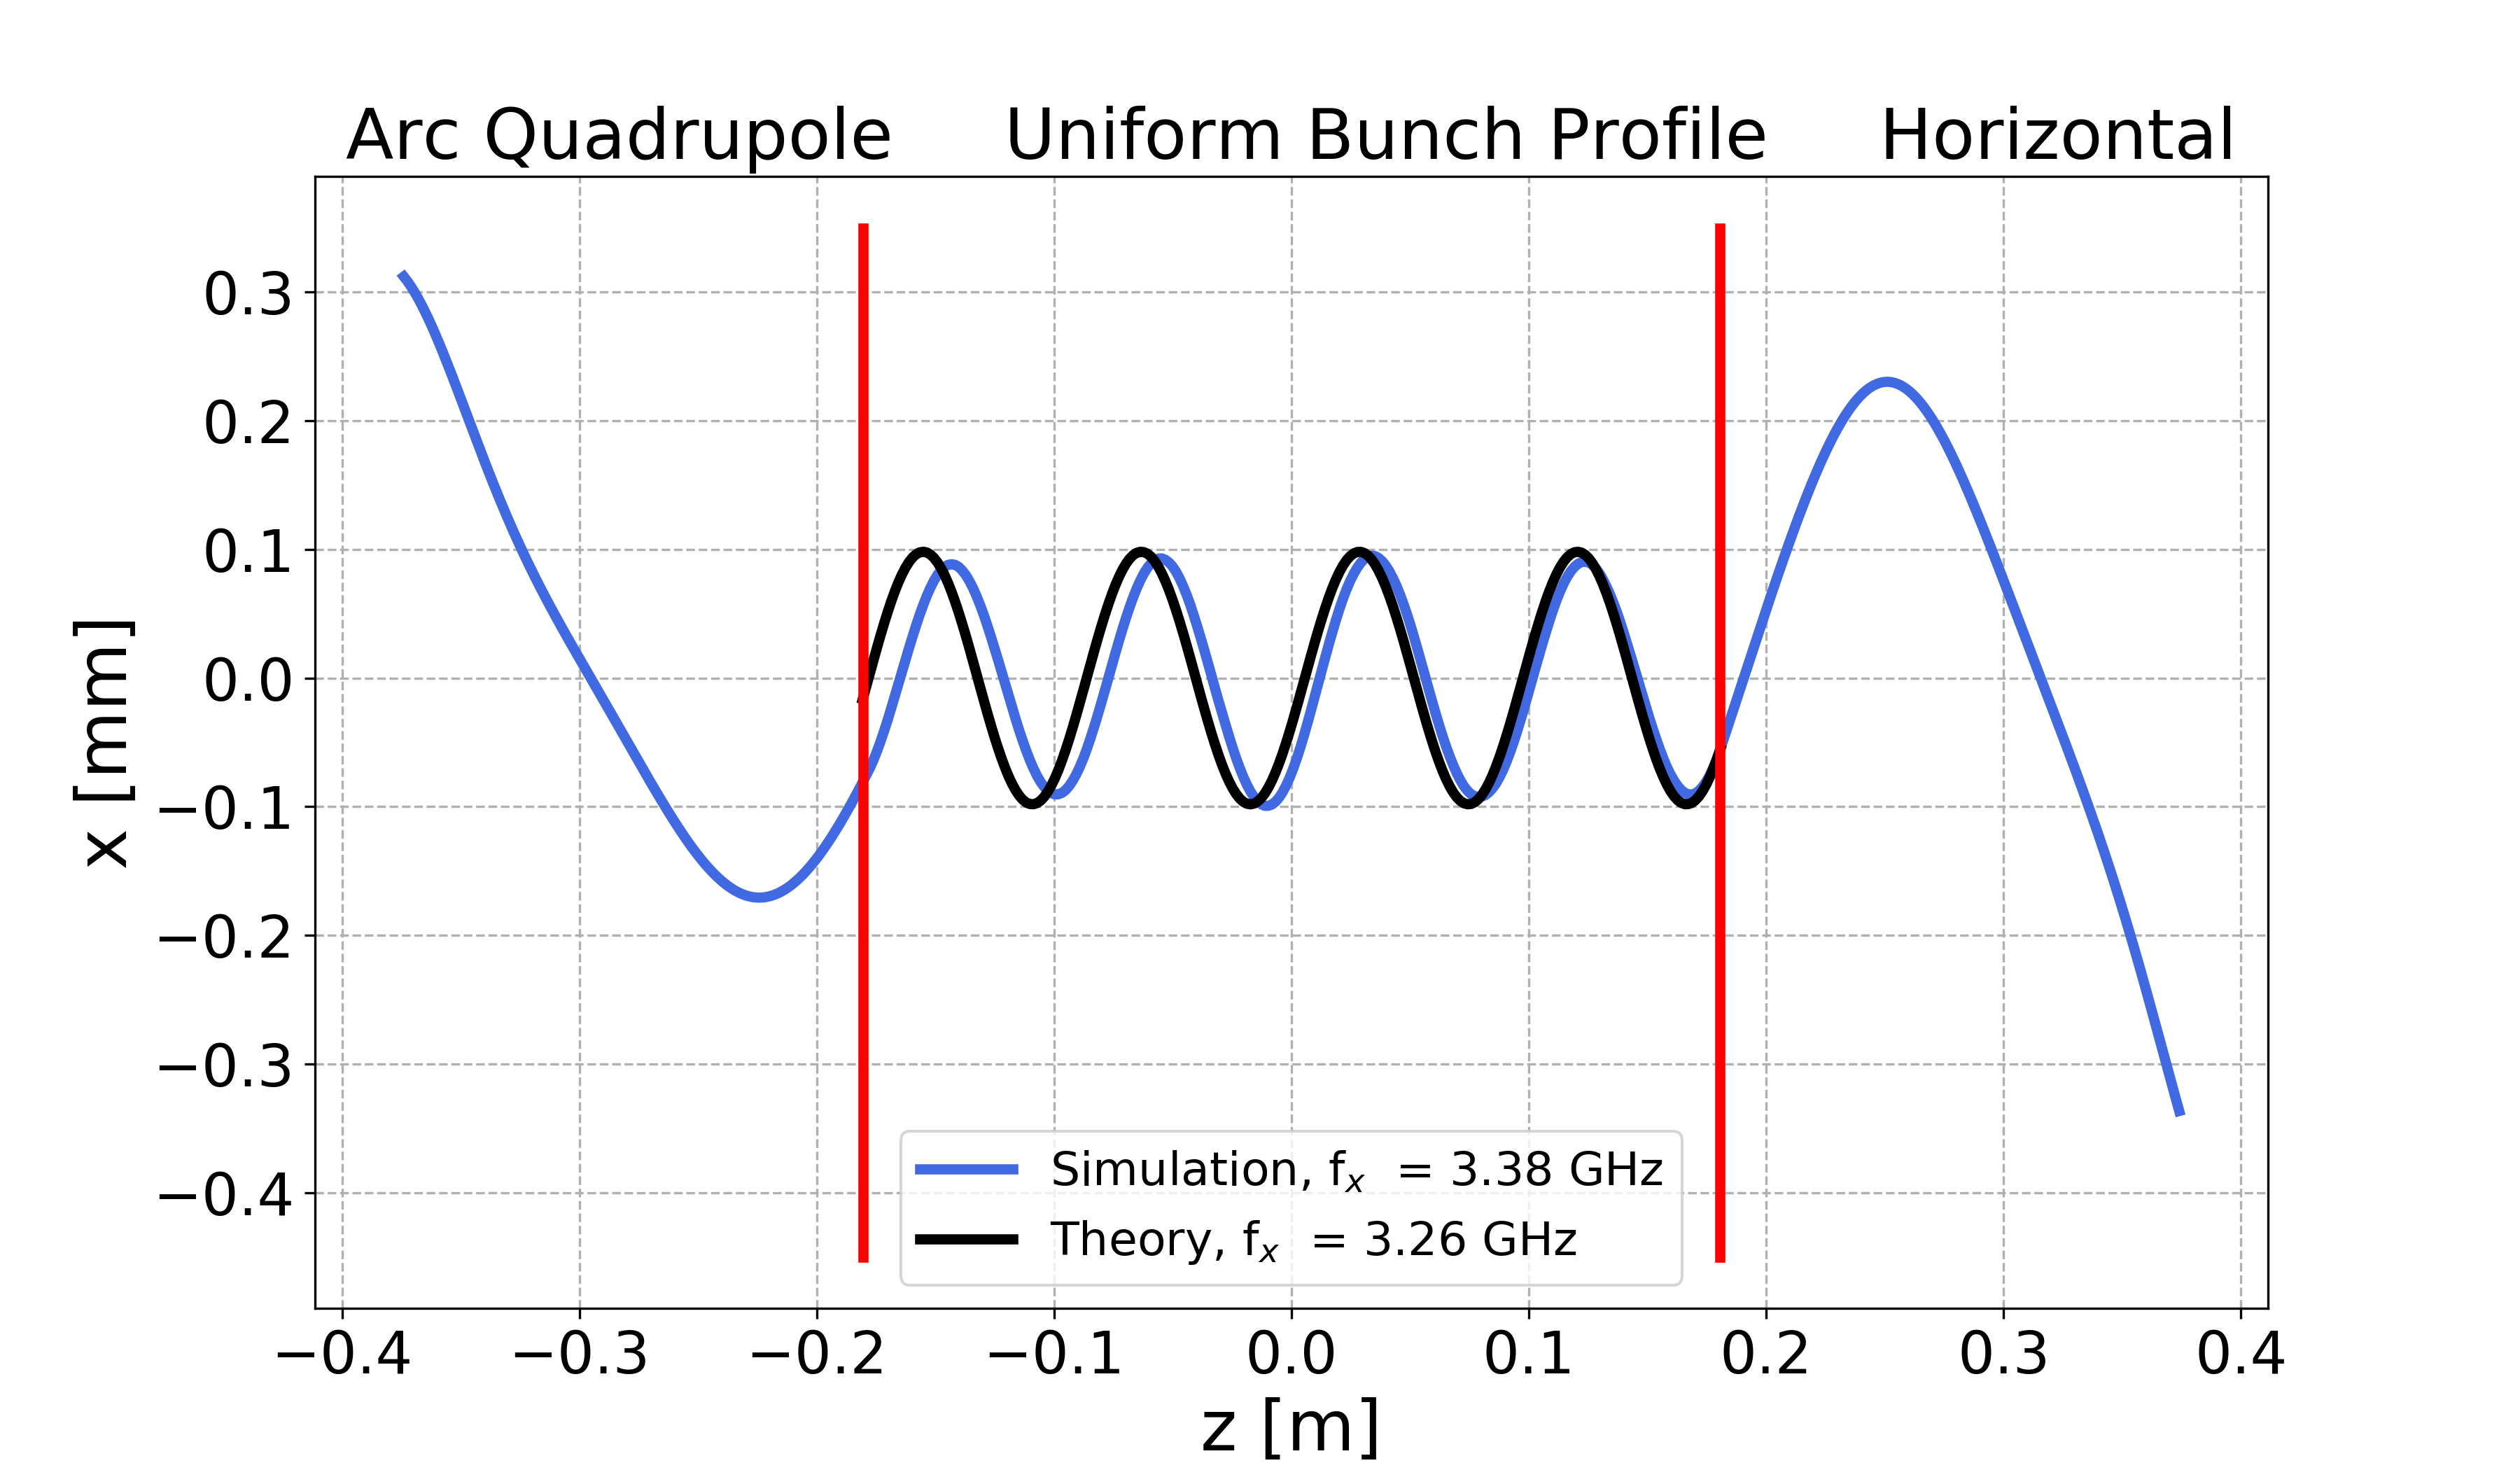 Arc Quadrupole Uniform Bunch Profile Horizontal
x [mm]
0.3
0.2
0.1
0.0
−0.1
−0.2
−0.3
−0.4
Simulation, fₓ = 3.38 GHz
Theory, fₓ = 3.26 GHz
−0.4 −0.3 −0.2 −0.1 0.0 0.1 0.2 0.3 0.4
z [m]